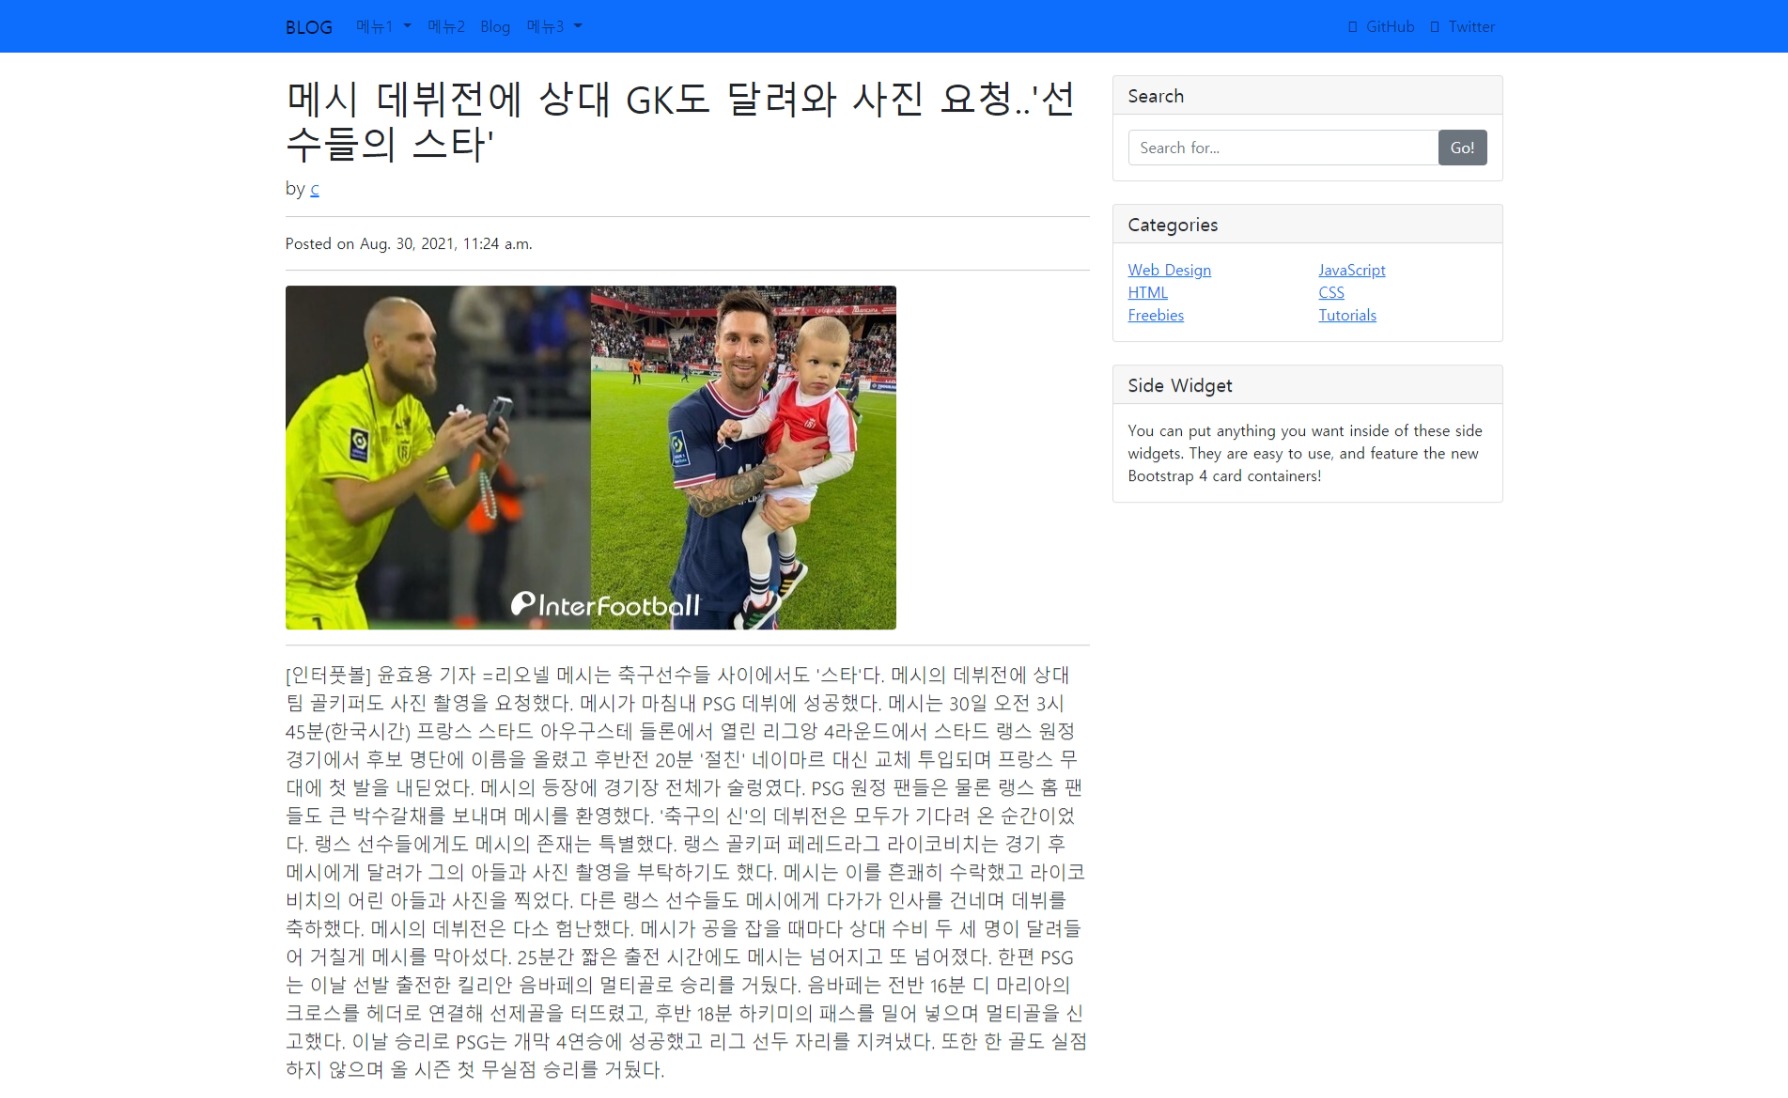 BLOG 메뉴1 메뉴2 Blog 메뉴3 GitHub Twitter
메시 데뷔전에 상대 GK도 달려와 사진 요청..'선
수들의 스타'
by c
Posted on Aug. 30, 2021, 11:24 a.m.
InterFootball
[인터풋볼] 윤효용 기자 =리오넬 메시는 축구선수들 사이에서도 '스타'다. 메시의 데뷔전에 상대
팀 골키퍼도 사진 촬영을 요청했다. 메시가 마침내 PSG 데뷔에 성공했다. 메시는 30일 오전 3시
45분(한국시간) 프랑스 스타드 아우구스테 들론에서 열린 리그앙 4라운드에서 스타드 랭스 원정
경기에서 후보 명단에 이름을 올렸고 후반전 20분 '절친' 네이마르 대신 교체 투입되며 프랑스 무
대에 첫 발을 내딛었다. 메시의 등장에 경기장 전체가 술렁였다. PSG 원정 팬들은 물론 랭스 홈 팬
들도 큰 박수갈채를 보내며 메시를 환영했다. '축구의 신'의 데뷔전은 모두가 기다려 온 순간이었
다. 랭스 선수들에게도 메시의 존재는 특별했다. 랭스 골키퍼 페레드라그 라이코비치는 경기 후
메시에게 달려가 그의 아들과 사진 촬영을 부탁하기도 했다. 메시는 이를 흔쾌히 수락했고 라이코
비치의 어린 아들과 사진을 찍었다. 다른 랭스 선수들도 메시에게 다가가 인사를 건네며 데뷔를
축하했다. 메시의 데뷔전은 다소 험난했다. 메시가 공을 잡을 때마다 상대 수비 두 세 명이 달려들
어 거칠게 메시를 막아섰다. 25분간 짧은 출전 시간에도 메시는 넘어지고 또 넘어졌다. 한편 PSG
는 이날 선발 출전한 킬리안 음바페의 멀티골로 승리를 거뒀다. 음바페는 전반 16분 디 마리아의
크로스를 헤더로 연결해 선제골을 터뜨렸고, 후반 18분 하키미의 패스를 밀어 넣으며 멀티골을 신
고했다. 이날 승리로 PSG는 개막 4연승에 성공했고 리그 선두 자리를 지켜냈다. 또한 한 골도 실점
하지 않으며 올 시즌 첫 무실점 승리를 거뒀다.
Search
Search for...
Go!
Categories
Web Design JavaScript
HTML CSS
Freebies Tutorials
Side Widget
You can put anything you want inside of these side
widgets. They are easy to use, and feature the new
Bootstrap 4 card containers!